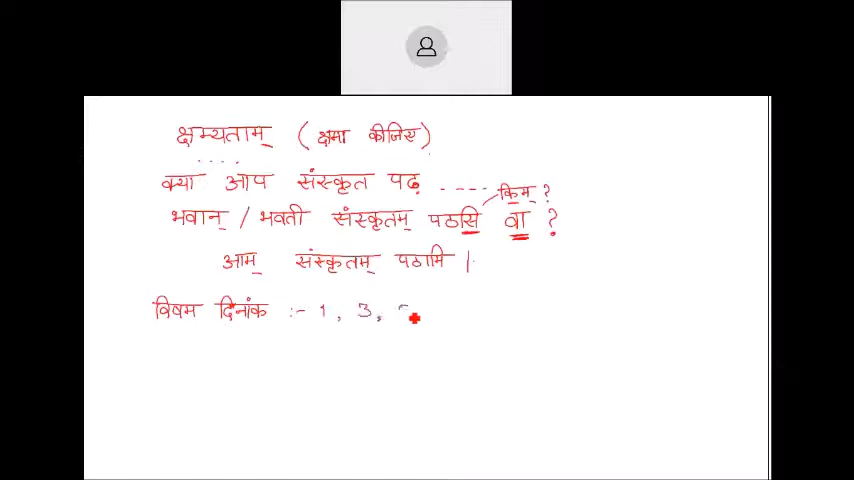 क्षम्यताम् (क्षमा कीजिए)
....
क्या आप संस्कृत पढ़ ....
किम् ?
भवान् / भवती संस्कृतम् पठसि वा ?
आम् संस्कृतम् पठामि ।
विषम दिनांक :- 1, 3,